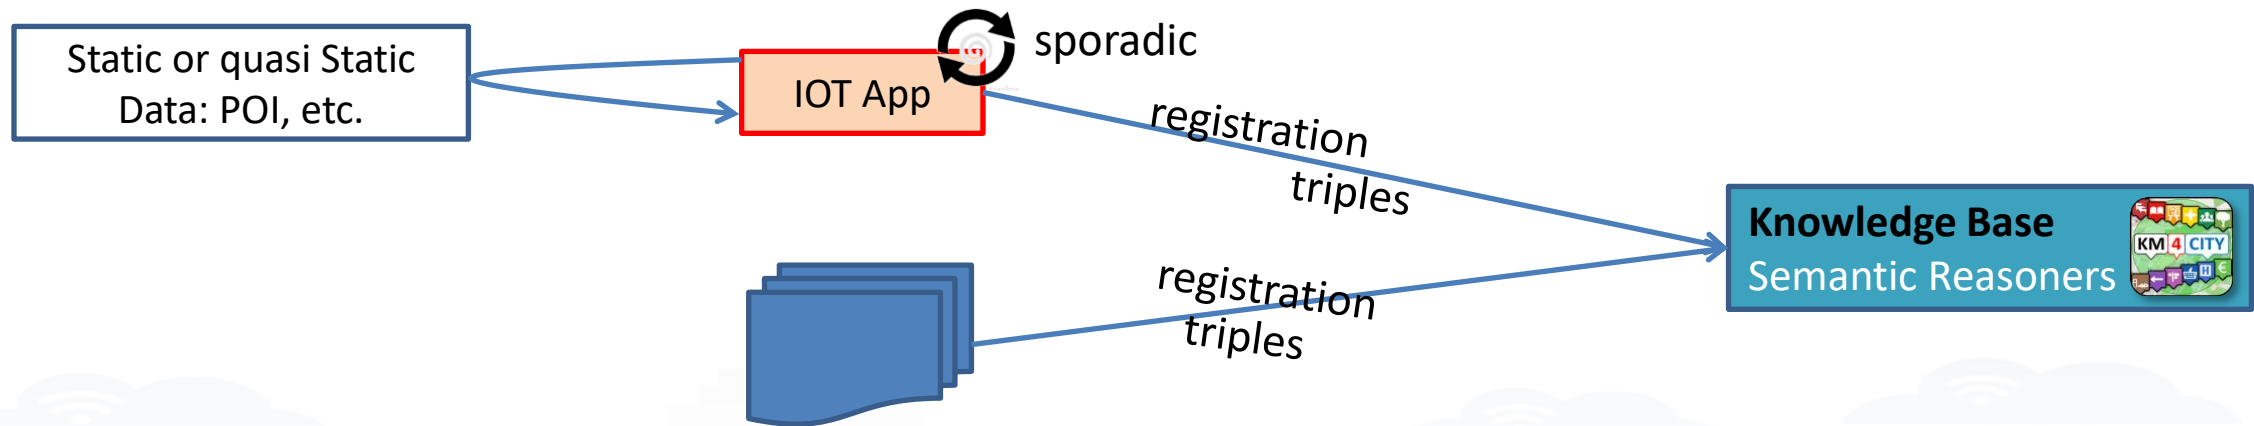 Static or quasi Static
Data: POI, etc.
IOT App
sporadic
registration
triples
registration
triples
Knowledge Base
Semantic Reasoners
KM 4 CITY